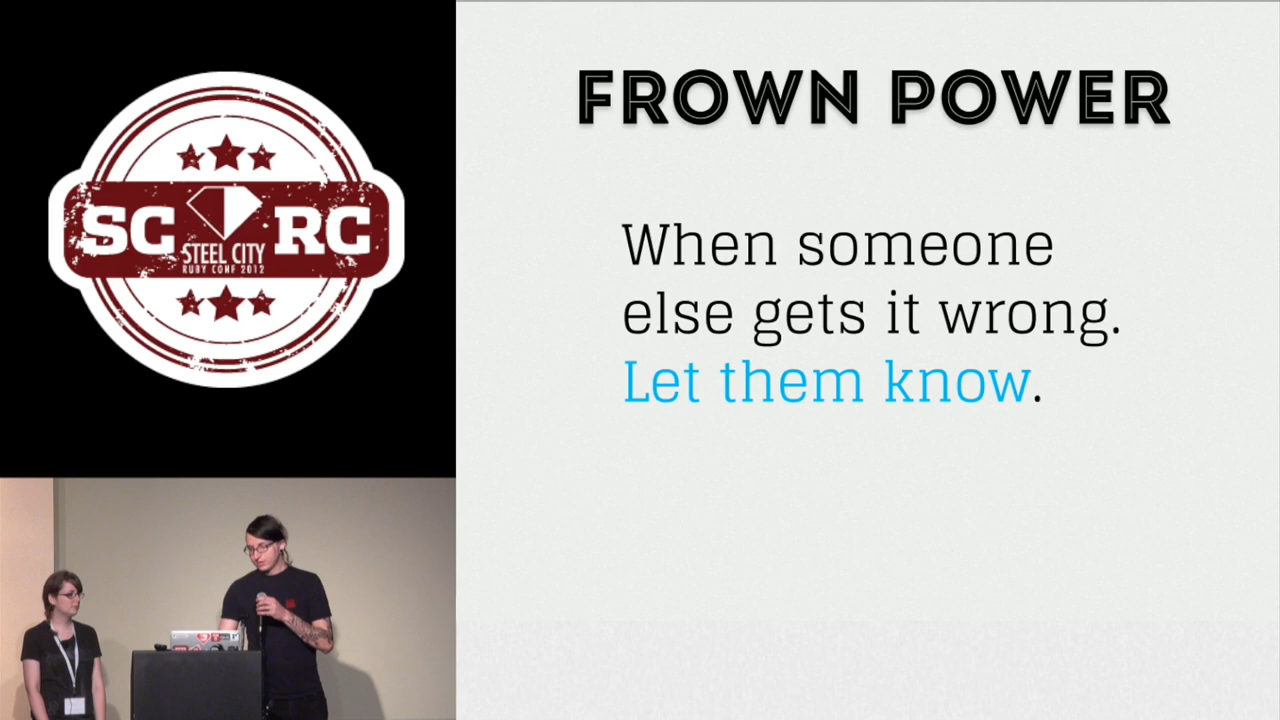 SC RC
STEEL CITY
RUBY CONF 2012
FROWN POWER
When someone
else gets it wrong.
Let them know.